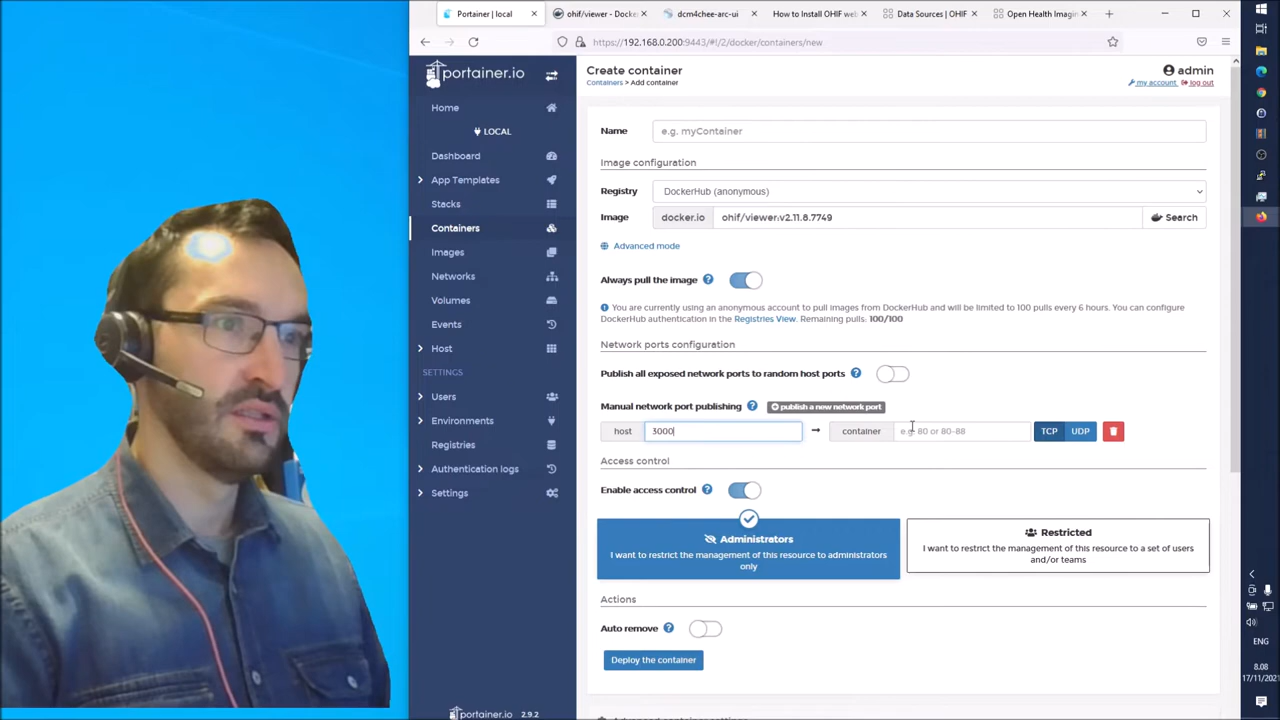 Portainer | local
ohif/viewer - Docke
dcm4chee-arc-ui
How to Install OHIF web
Data Sources | OHIF
Open Health Imaging
https://192.168.0.200:9443/#!/2/docker/containers/new
portainer.io
Home
LOCAL
Dashboard
App Templates
Stacks
Containers
Images
Networks
Volumes
Events
Host
SETTINGS
Users
Environments
Registries
Authentication logs
Settings
portainer.io 2.9.2
Create container
Containers > Add container
admin
my account log out
Name e.g. myContainer
Image configuration
Registry DockerHub (anonymous)
Image docker.io ohif/viewer:v2.11.8.7749 Search
Advanced mode
Always pull the image
You are currently using an anonymous account to pull images from DockerHub and will be limited to 100 pulls every 6 hours. You can configure
DockerHub authentication in the Registries View. Remaining pulls: 100/100
Network ports configuration
Publish all exposed network ports to random host ports
Manual network port publishing publish a new network port
host 3000 → container e.g. 80 or 80-88 TCP UDP
Access control
Enable access control
Administrators
I want to restrict the management of this resource to administrators
only
Restricted
I want to restrict the management of this resource to a set of users
and/or teams
Actions
Auto remove
Deploy the container
ENG
8.08
17/11/2021